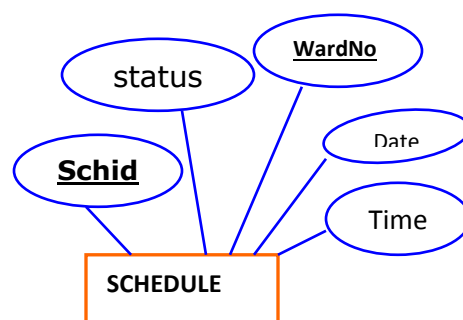 WardNo
status
Date
Schid
Time
SCHEDULE